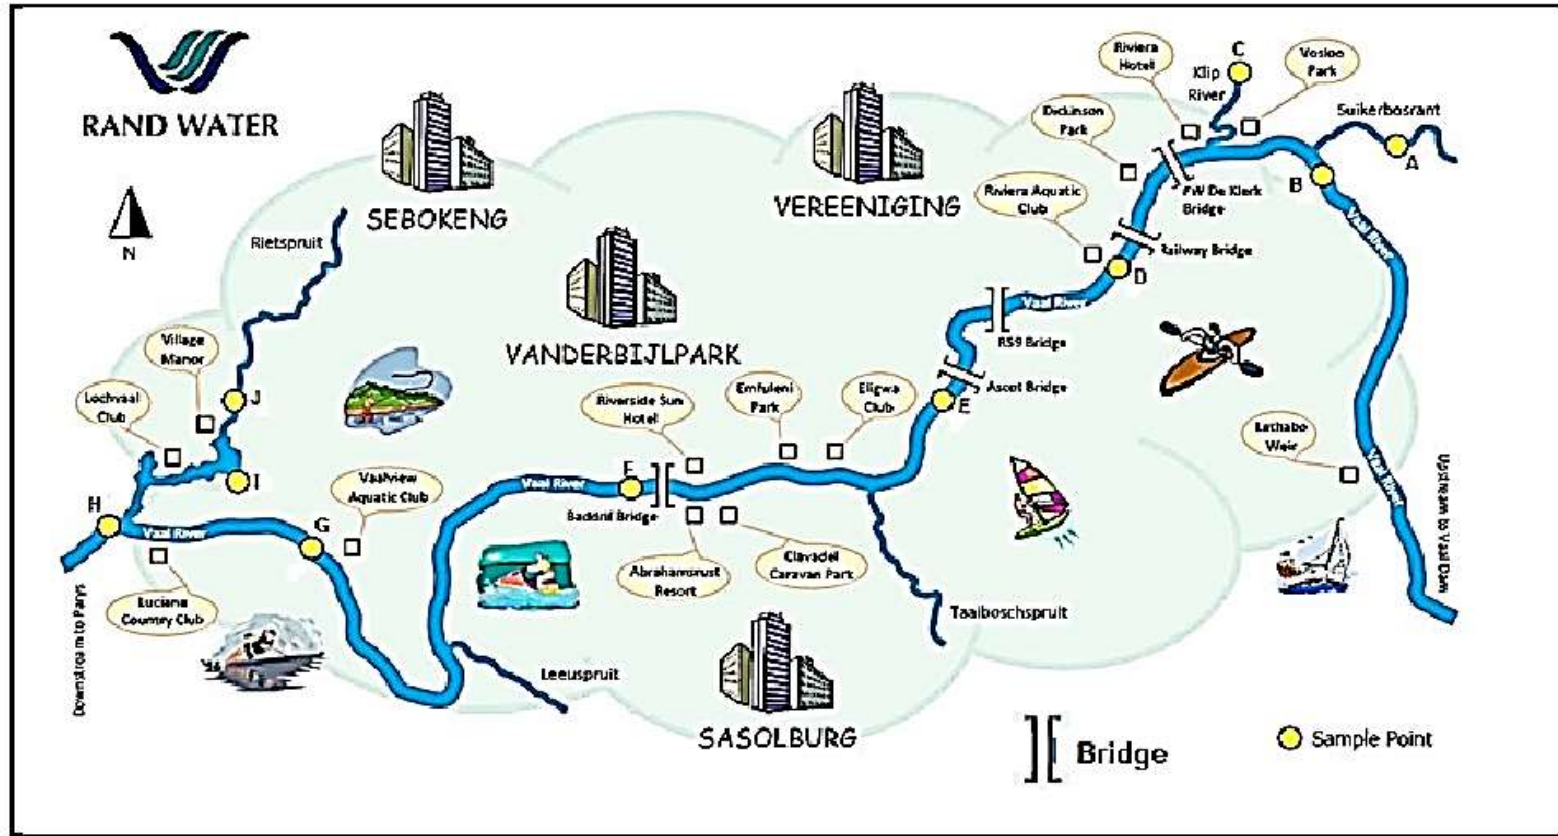 RAND WATER
N
SEBOKENG
VEREENIGING
VANDERBIJLPARK
SASOLBURG
Riviera
Hotel
C
Klip
River
Vosloo
Park
Suikerbosrant
A
B
Dickinson
Park
Riviera Aquatic
Club
FW De Klerk
Bridge
Railway Bridge
D
Vaal River
Vaal River
R59 Bridge
Ascot Bridge
E
Rietspruit
Village
Manor
Lochvaal
Club
J
I
H
Vaal River
G
Vaalview
Aquatic Club
Luciana
Country Club
Downstream to Parys
Vaal River
F
Riverside Sun
Hotel
Emfuleni
Park
Eligwa
Club
Abrahamsrust
Resort
Clavadel
Caravan Park
Taaiboschspruit
Leeuspruit
Lethabo
Weir
Vaal River
Upstream to Vaal Dam
Bridge
Sample Point